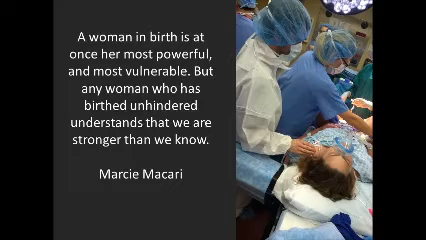 A woman in birth is at
once her most powerful,
and most vulnerable. But
any woman who has
birthed unhindered
understands that we are
stronger than we know.
Marcie Macari